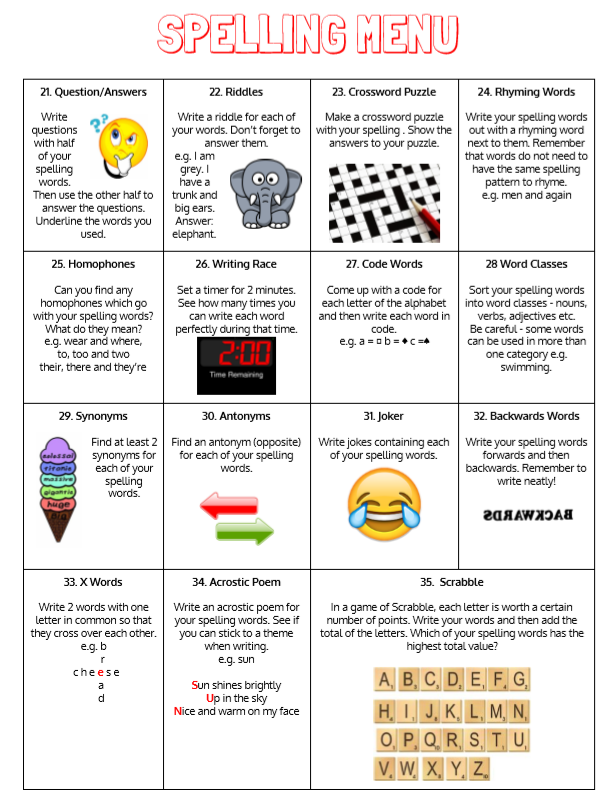 SPELLING MENU
21. Question/Answers
Write
questions
with half
of your
spelling
words.
Then use the other half to
answer the questions.
Underline the words you
used.
??
22. Riddles
Write a riddle for each of
your words. Don't forget to
answer them.
e.g. I am
grey. I
have a
trunk and
big ears.
Answer:
elephant.
23. Crossword Puzzle
Make a crossword puzzle
with your spelling . Show the
answers to your puzzle.
24. Rhyming Words
Write your spelling words
out with a rhyming word
next to them. Remember
that words do not need to
have the same spelling
pattern to rhyme.
e.g. men and again
25. Homophones
Can you find any
homophones which go
with your spelling words?
What do they mean?
e.g. wear and where,
to, too and two
their, there and they're
26. Writing Race
Set a timer for 2 minutes.
See how many times you
can write each word
perfectly during that time.
2:00
Time Remaining
27. Code Words
Come up with a code for
each letter of the alphabet
and then write each word in
code.
e.g. a = ¤ b = ♦ c =♠
28 Word Classes
Sort your spelling words
into word classes - nouns,
verbs, adjectives etc.
Be careful - some words
can be used in more than
one category e.g.
swimming.
29. Synonyms
Find at least 2
synonyms for
each of your
spelling
words.
colossal
titanic
massive
gigantic
huge
big
30. Antonyms
Find an antonym (opposite)
for each of your spelling
words.
31. Joker
Write jokes containing each
of your spelling words.
32. Backwards Words
Write your spelling words
forwards and then
backwards. Remember to
write neatly!
BACKWARDS
33. X Words
Write 2 words with one
letter in common so that
they cross over each other.
e.g. b
r
c h e e s e
a
d
34. Acrostic Poem
Write an acrostic poem for
your spelling words. See if
you can stick to a theme
when writing.
e.g. sun
Sun shines brightly
Up in the sky
Nice and warm on my face
35. Scrabble
In a game of Scrabble, each letter is worth a certain
number of points. Write your words and then add the
total of the letters. Which of your spelling words has the
highest total value?
A B C D E F G
H I J K L M N
O P Q R S T U
V W X Y Z